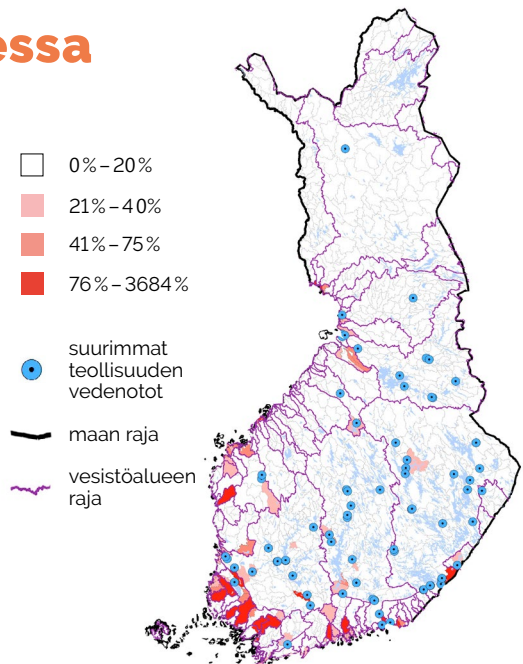 essa
0%–20%
21%–40%
41%–75%
76%–3684%
suurimmat
teollisuuden
vedenotot
maan raja
vesistöalueen
raja